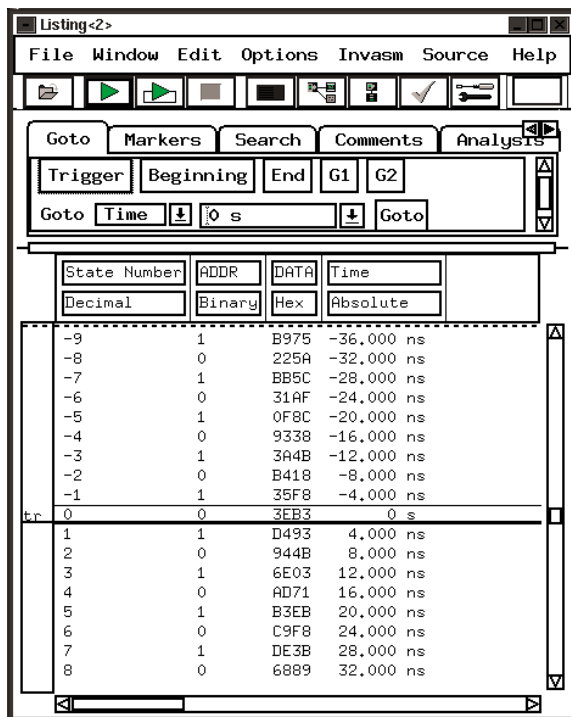 Listing<2>
File Window Edit Options Invasm Source Help
Goto Markers Search Comments Analysis
Trigger Beginning End G1 G2
Goto Time 0 s Goto
State Number ADDR DATA Time
Decimal Binary Hex Absolute
-9 1 B975 -36.000 ns
-8 0 225A -32.000 ns
-7 1 BB5C -28.000 ns
-6 0 31AF -24.000 ns
-5 1 0F8C -20.000 ns
-4 0 9338 -16.000 ns
-3 1 3A4B -12.000 ns
-2 0 B418 -8.000 ns
-1 1 35F8 -4.000 ns
tr 0 0 3EB3 0 s
1 1 D493 4.000 ns
2 0 944B 8.000 ns
3 1 6E03 12.000 ns
4 0 AD71 16.000 ns
5 1 B3EB 20.000 ns
6 0 C9F8 24.000 ns
7 1 DE3B 28.000 ns
8 0 6889 32.000 ns